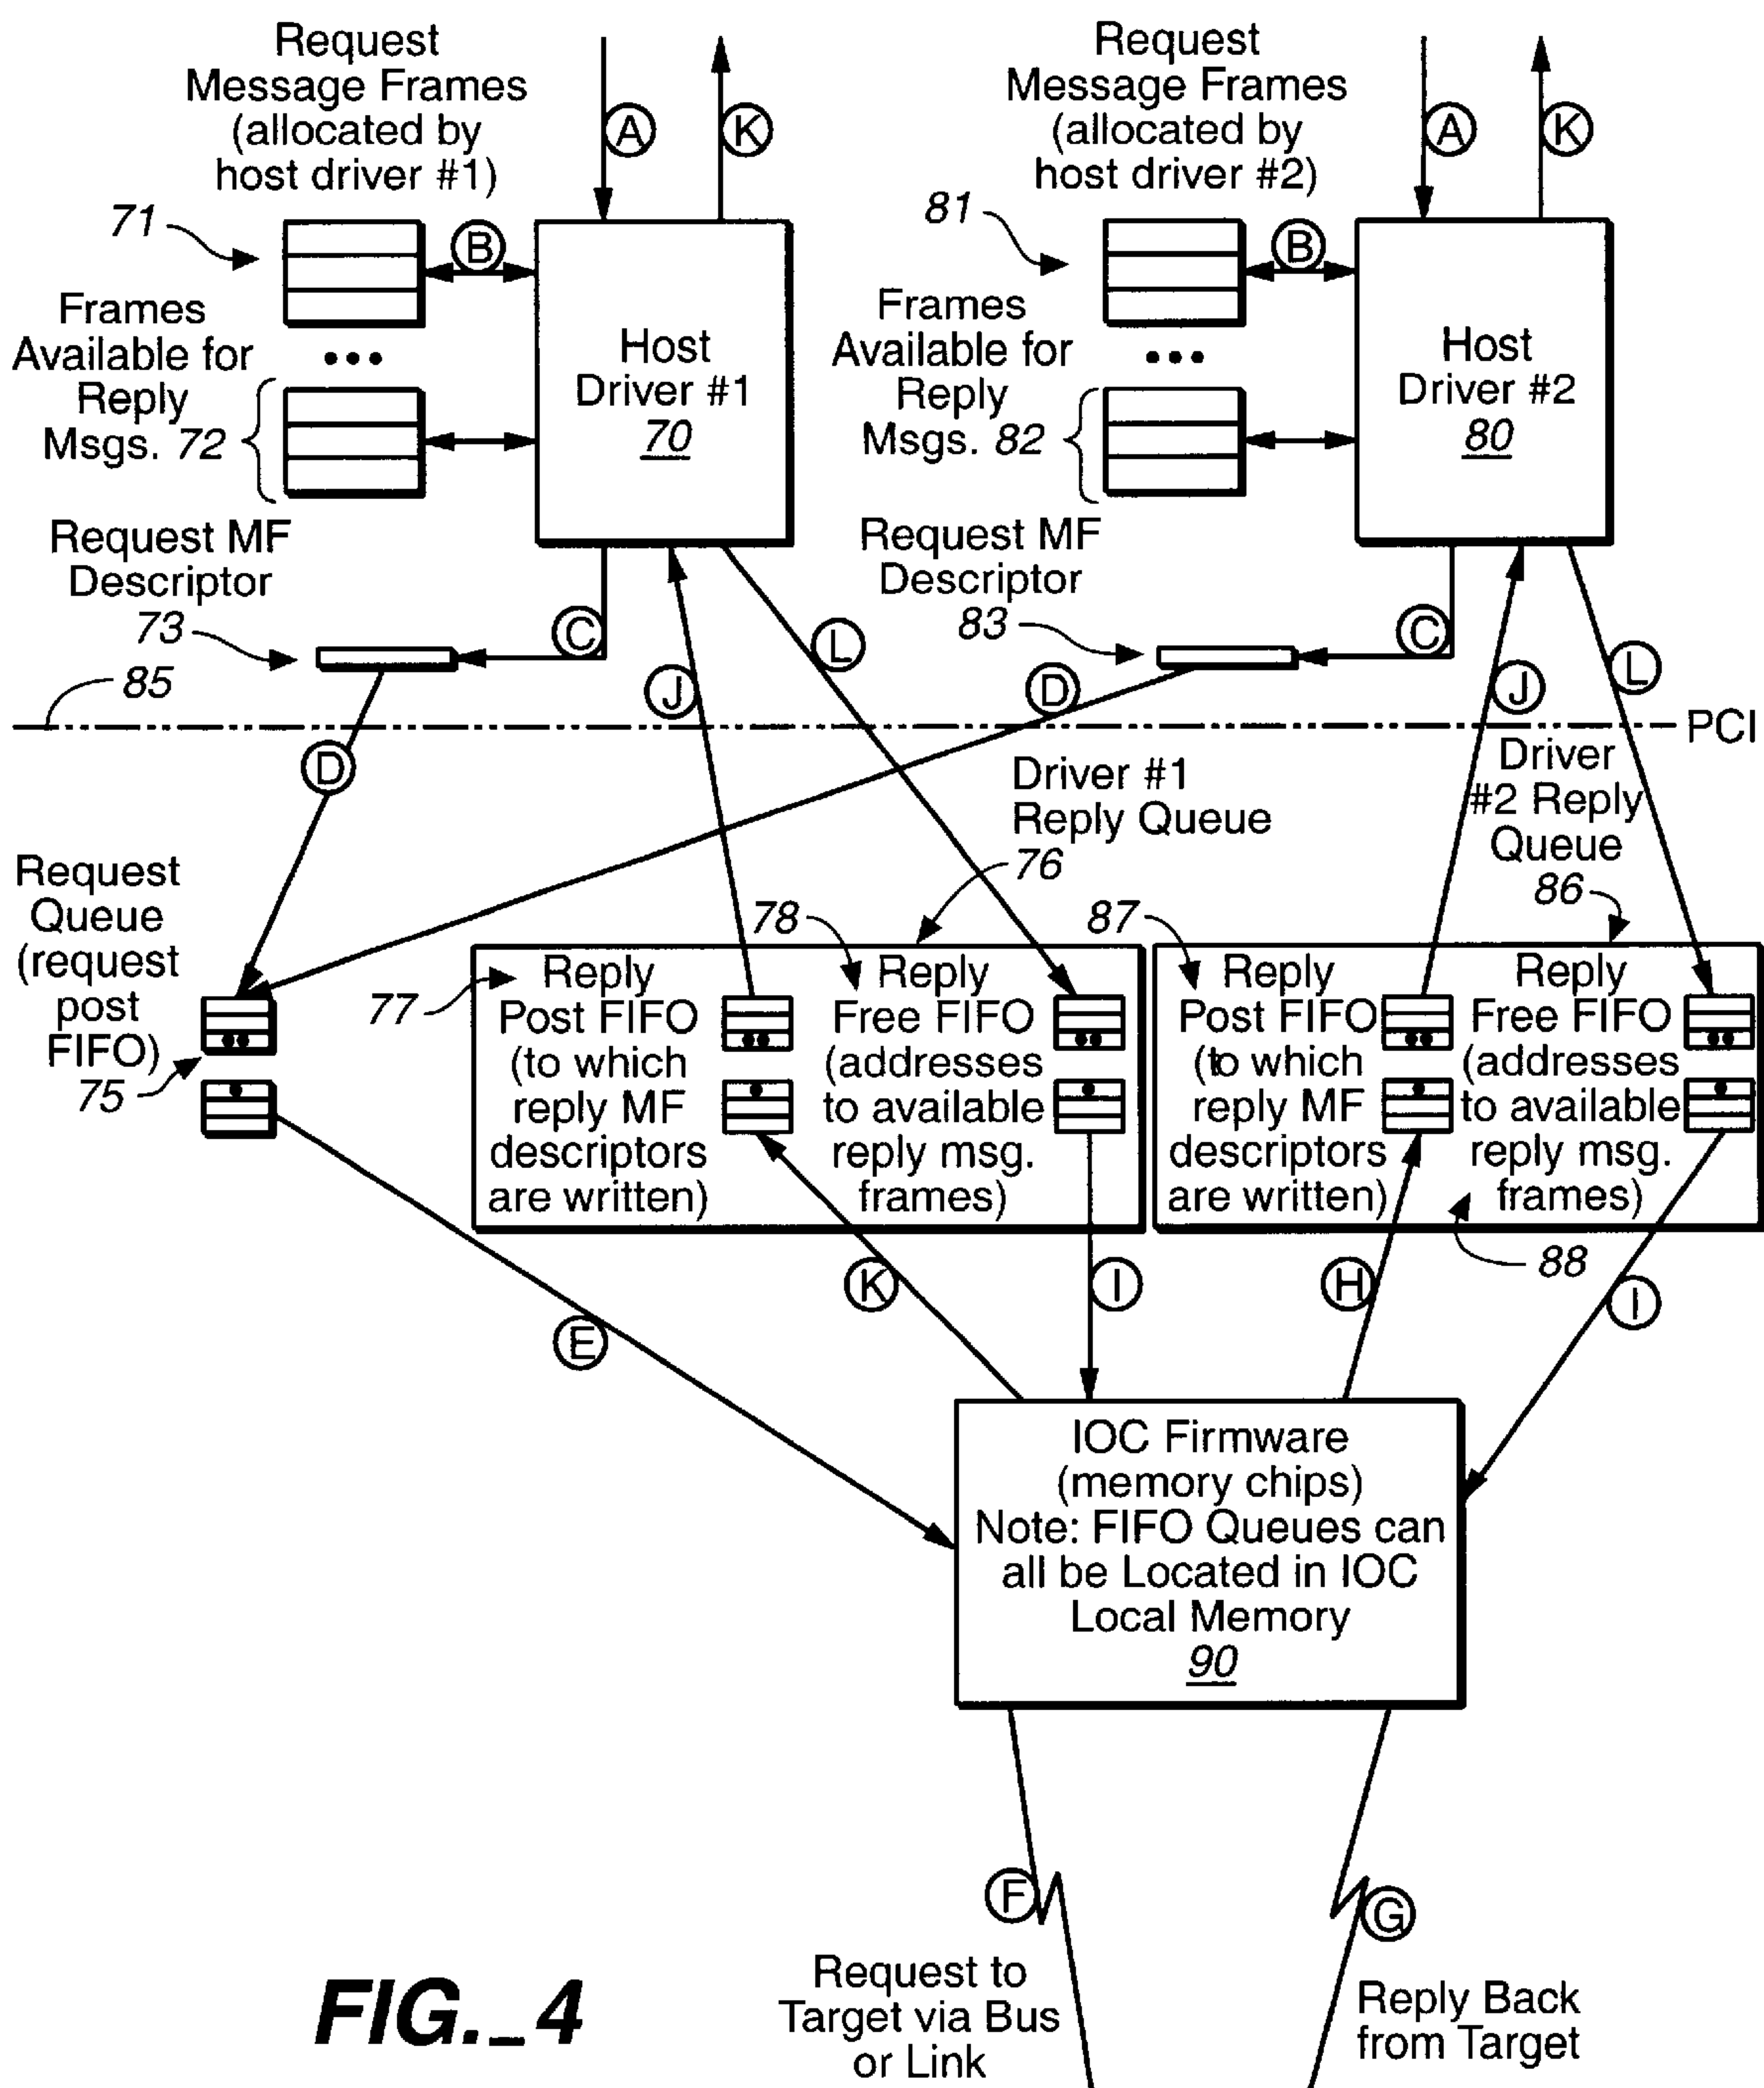 Request
Message Frames
(allocated by
host driver #1)
A
K
71
B
Frames
Available for
Reply
Msgs. 72
Host
Driver #1
70
Request MF
Descriptor
73
C
J
L
Request
Message Frames
(allocated by
host driver #2)
A
K
81
B
Frames
Available for
Reply
Msgs. 82
Host
Driver #2
80
Request MF
Descriptor
83
C
D
J
L
85
PCI
D
Driver #1
Reply Queue
76
Driver
#2 Reply
Queue
86
Request
Queue
(request
post
FIFO)
75
77
Reply
Post FIFO
(to which
reply MF
descriptors
are written)
78
Reply
Free FIFO
(addresses
to available
reply msg.
frames)
87
Reply
Post FIFO
(to which
reply MF
descriptors
are written)
Reply
Free FIFO
(addresses
to available
reply msg.
frames)
88
E
K
I
H
I
IOC Firmware
(memory chips)
Note: FIFO Queues can
all be Located in IOC
Local Memory
90
F
G
Request to
Target via Bus
or Link
Reply Back
from Target
FIG._4